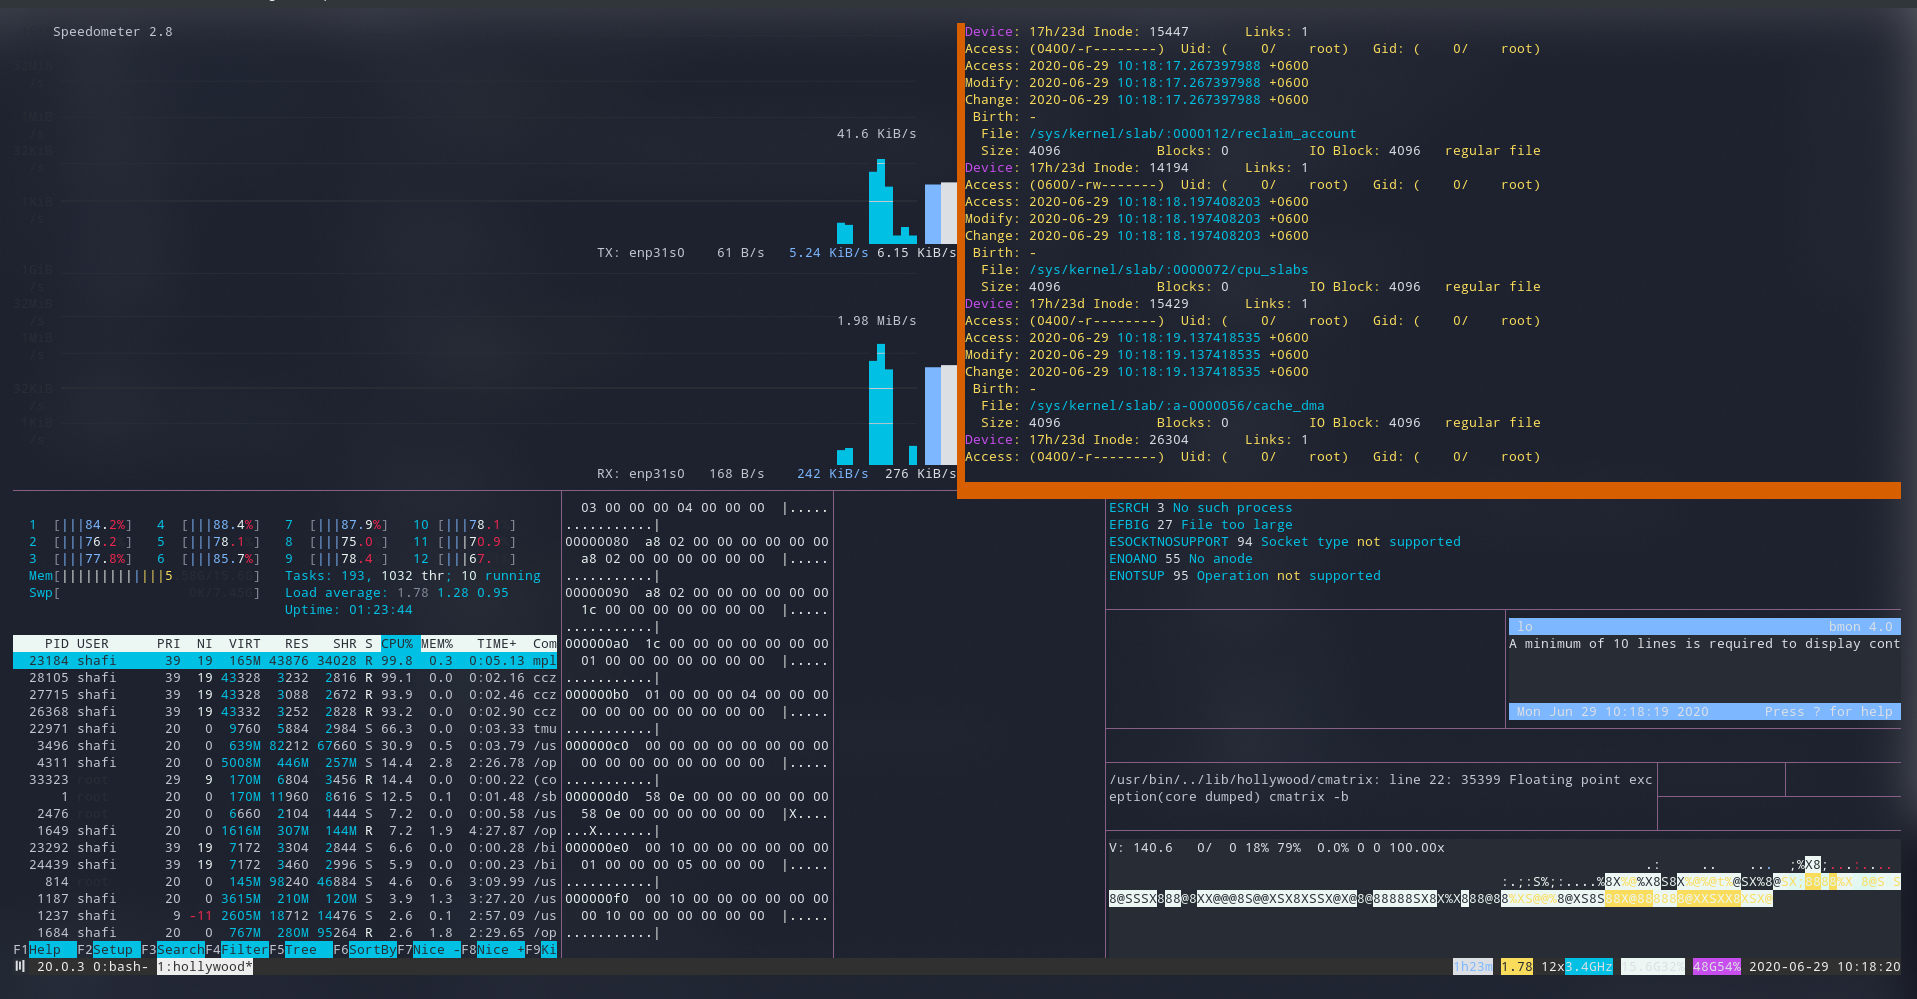 Speedometer 2.8
41.6 KiB/s
TX: enp31s0 61 B/s 5.24 KiB/s 6.15 KiB/s
1.98 MiB/s
RX: enp31s0 168 B/s 242 KiB/s 276 KiB/s
Device: 17h/23d Inode: 15447 Links: 1
Access: (0400/-r--------) Uid: ( 0/ root) Gid: ( 0/ root)
Access: 2020-06-29 10:18:17.267397988 +0600
Modify: 2020-06-29 10:18:17.267397988 +0600
Change: 2020-06-29 10:18:17.267397988 +0600
Birth: -
File: /sys/kernel/slab/:0000112/reclaim_account
Size: 4096 Blocks: 0 IO Block: 4096 regular file
Device: 17h/23d Inode: 14194 Links: 1
Access: (0600/-rw-------) Uid: ( 0/ root) Gid: ( 0/ root)
Access: 2020-06-29 10:18:18.197408203 +0600
Modify: 2020-06-29 10:18:18.197408203 +0600
Change: 2020-06-29 10:18:18.197408203 +0600
Birth: -
File: /sys/kernel/slab/:0000072/cpu_slabs
Size: 4096 Blocks: 0 IO Block: 4096 regular file
Device: 17h/23d Inode: 15429 Links: 1
Access: (0400/-r--------) Uid: ( 0/ root) Gid: ( 0/ root)
Access: 2020-06-29 10:18:19.137418535 +0600
Modify: 2020-06-29 10:18:19.137418535 +0600
Change: 2020-06-29 10:18:19.137418535 +0600
Birth: -
File: /sys/kernel/slab/:a-0000056/cache_dma
Size: 4096 Blocks: 0 IO Block: 4096 regular file
Device: 17h/23d Inode: 26304 Links: 1
Access: (0400/-r--------) Uid: ( 0/ root) Gid: ( 0/ root)
1 [|||84.2%] 4 [|||88.4%] 7 [|||87.9%] 10 [|||78.1 ]
2 [|||76.2 ] 5 [|||78.1 ] 8 [|||75.0 ] 11 [|||70.9 ]
3 [|||77.8%] 6 [|||85.7%] 9 [|||78.4 ] 12 [|||67. ]
Mem[||||||||||||||5 ] Tasks: 193, 1032 thr; 10 running
Swp[ 0K/7.45G] Load average: 1.78 1.28 0.95
Uptime: 01:23:44
PID USER PRI NI VIRT RES SHR S CPU% MEM% TIME+ Com
23184 shafi 39 19 165M 43876 34028 R 99.8 0.3 0:05.13 mpl
28105 shafi 39 19 43328 3232 2816 R 99.1 0.0 0:02.16 ccz
27715 shafi 39 19 43328 3088 2672 R 93.9 0.0 0:02.46 ccz
26368 shafi 39 19 43332 3252 2828 R 93.2 0.0 0:02.90 ccz
22971 shafi 20 0 9760 5884 2984 S 66.3 0.0 0:03.33 tmu
3496 shafi 20 0 639M 82212 67660 S 30.9 0.5 0:03.79 /us
4311 shafi 20 0 5008M 446M 257M S 14.4 2.8 2:26.78 /op
33323 root 29 9 170M 6804 3456 R 14.4 0.0 0:00.22 (co
1 root 20 0 170M 11960 8616 S 12.5 0.1 0:01.48 /sb
2476 root 20 0 6660 2104 1444 S 7.2 0.0 0:00.58 /us
1649 shafi 20 0 1616M 307M 144M R 7.2 1.9 4:27.87 /op
23292 shafi 39 19 7172 3304 2844 S 6.6 0.0 0:00.28 /bi
24439 shafi 39 19 7172 3460 2996 S 5.9 0.0 0:00.23 /bi
814 root 20 0 145M 98240 46884 S 4.6 0.6 3:09.99 /us
1187 shafi 20 0 3615M 210M 120M S 3.9 1.3 3:27.20 /us
1237 shafi 9 -11 2605M 18712 14476 S 2.6 0.1 2:57.09 /us
1684 shafi 20 0 767M 280M 95264 R 2.6 1.8 2:29.65 /op
F1Help F2Setup F3SearchF4FilterF5Tree F6SortByF7Nice -F8Nice +F9Ki
03 00 00 00 04 00 00 00 |.....
...........|
00000080 a8 02 00 00 00 00 00 00
a8 02 00 00 00 00 00 00 |.....
...........|
00000090 a8 02 00 00 00 00 00 00
1c 00 00 00 00 00 00 00 |.....
...........|
000000a0 1c 00 00 00 00 00 00 00
01 00 00 00 00 00 00 00 |.....
...........|
000000b0 01 00 00 00 04 00 00 00
00 00 00 00 00 00 00 00 |.....
...........|
000000c0 00 00 00 00 00 00 00 00
00 00 00 00 00 00 00 00 |.....
...........|
000000d0 58 0e 00 00 00 00 00 00
58 0e 00 00 00 00 00 00 |X....
...X.......|
000000e0 00 10 00 00 00 00 00 00
01 00 00 00 05 00 00 00 |.....
...........|
000000f0 00 10 00 00 00 00 00 00
00 10 00 00 00 00 00 00 |.....
...........|
ESRCH 3 No such process
EFBIG 27 File too large
ESOCKTNOSUPPORT 94 Socket type not supported
ENOANO 55 No anode
ENOTSUP 95 Operation not supported
lo bmon 4.0
A minimum of 10 lines is required to display cont
Mon Jun 29 10:18:19 2020 Press ? for help
/usr/bin/../lib/hollywood/cmatrix: line 22: 35399 Floating point exc
eption(core dumped) cmatrix -b
V: 140.6 0/ 0 18% 79% 0.0% 0 0 100.00x
20.0.3 0:bash- 1:hollywood*
1h23m 1.78 12x3.4GHz 15.6G32% 48G54% 2020-06-29 10:18:20